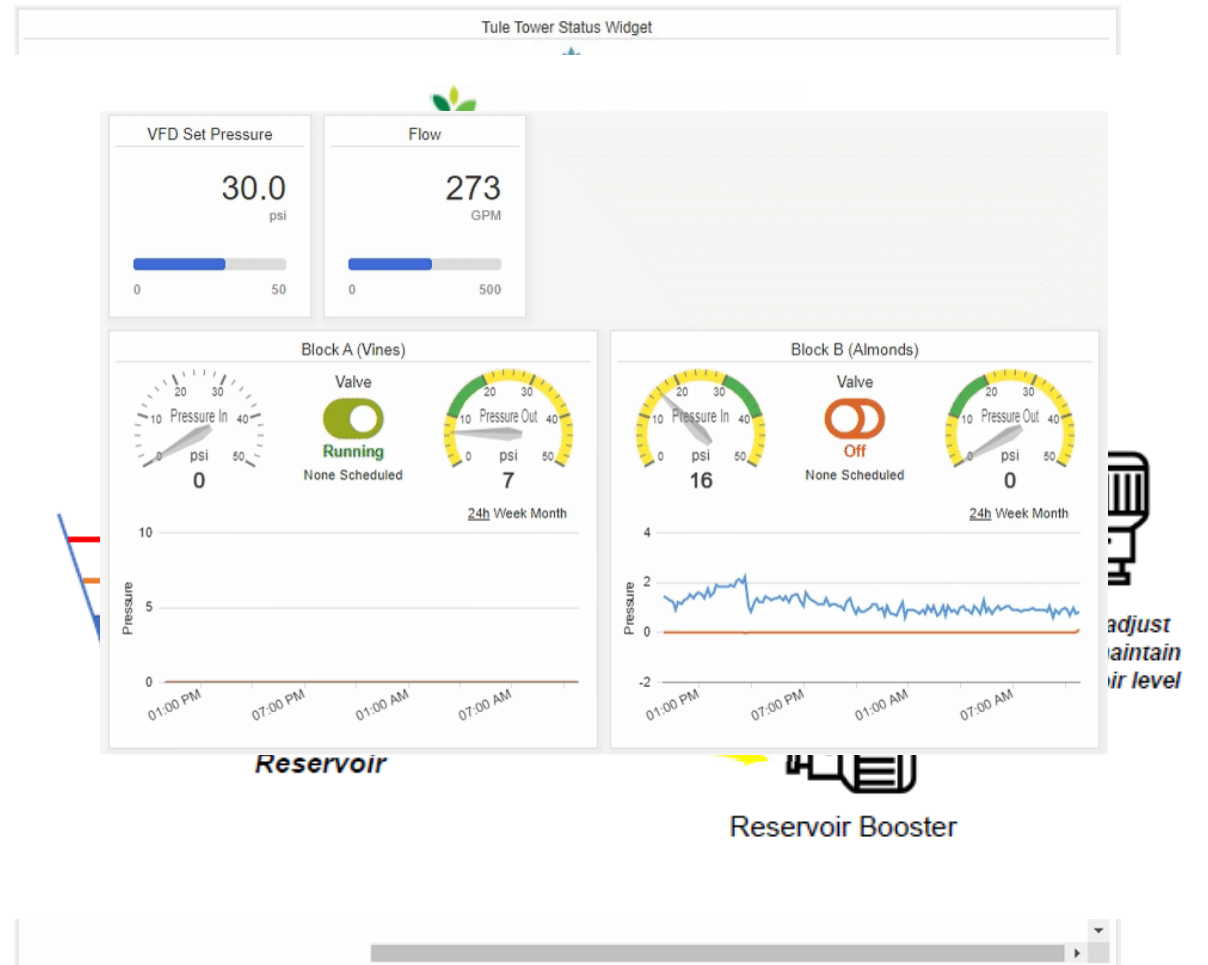 Tule Tower Status Widget
VFD Set Pressure
Flow
30.0
psi
273
GPM
0 50
0 500
Block A (Vines)
Block B (Almonds)
Valve
Running
None Scheduled
0 10 20 30 40 50
Pressure In
psi
0
10 20 30 40 50 0
Pressure Out
psi
7
Valve
Off
None Scheduled
0 10 20 30 40 50
Pressure In
psi
16
0 10 20 30 40 50
Pressure Out
psi
0
24h Week Month
24h Week Month
Pressure
10
5
0
01:00 PM 07:00 PM 01:00 AM 07:00 AM
Pressure
4
2
0
-2
01:00 PM 07:00 PM 01:00 AM 07:00 AM
adjust
aintain
ir level
Reservoir
Reservoir Booster